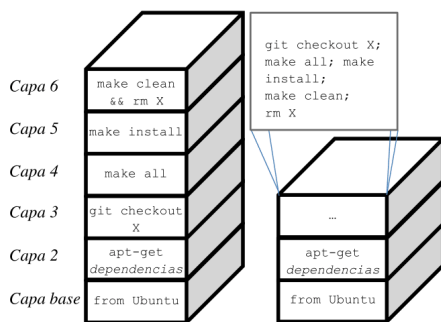 Capa 6
make clean
&& rm X
Capa 5
make install
Capa 4
make all
Capa 3
git checkout
X
Capa 2
apt-get
dependencias
Capa base
from Ubuntu
git checkout X;
make all; make
install;
make clean;
rm X
…
apt-get
dependencias
from Ubuntu